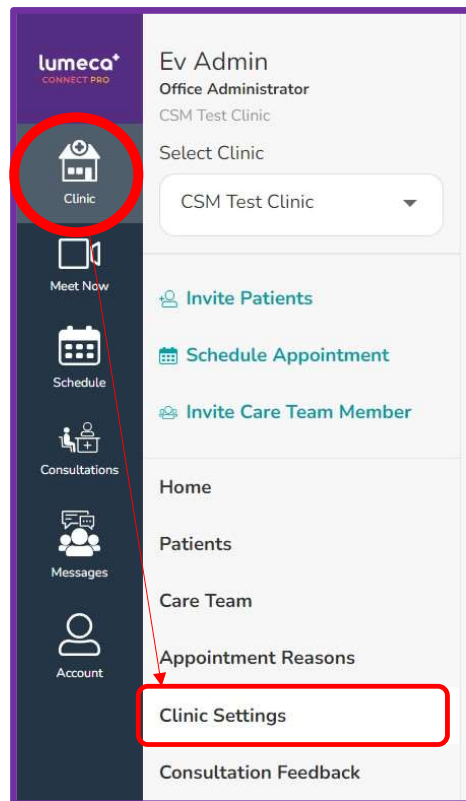 lumeca+
CONNECT PRO
Clinic
Meet Now
Schedule
Consultations
Messages
Account
Ev Admin
Office Administrator
CSM Test Clinic
Select Clinic
CSM Test Clinic
Invite Patients
Schedule Appointment
Invite Care Team Member
Home
Patients
Care Team
Appointment Reasons
Clinic Settings
Consultation Feedback